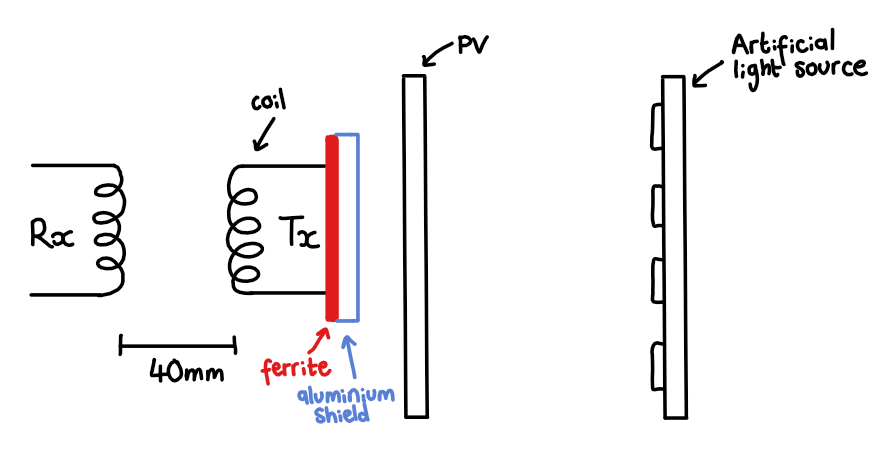 PV
Artificial
light source
coil
Rx
Tx
40mm
ferrite
aluminium
shield